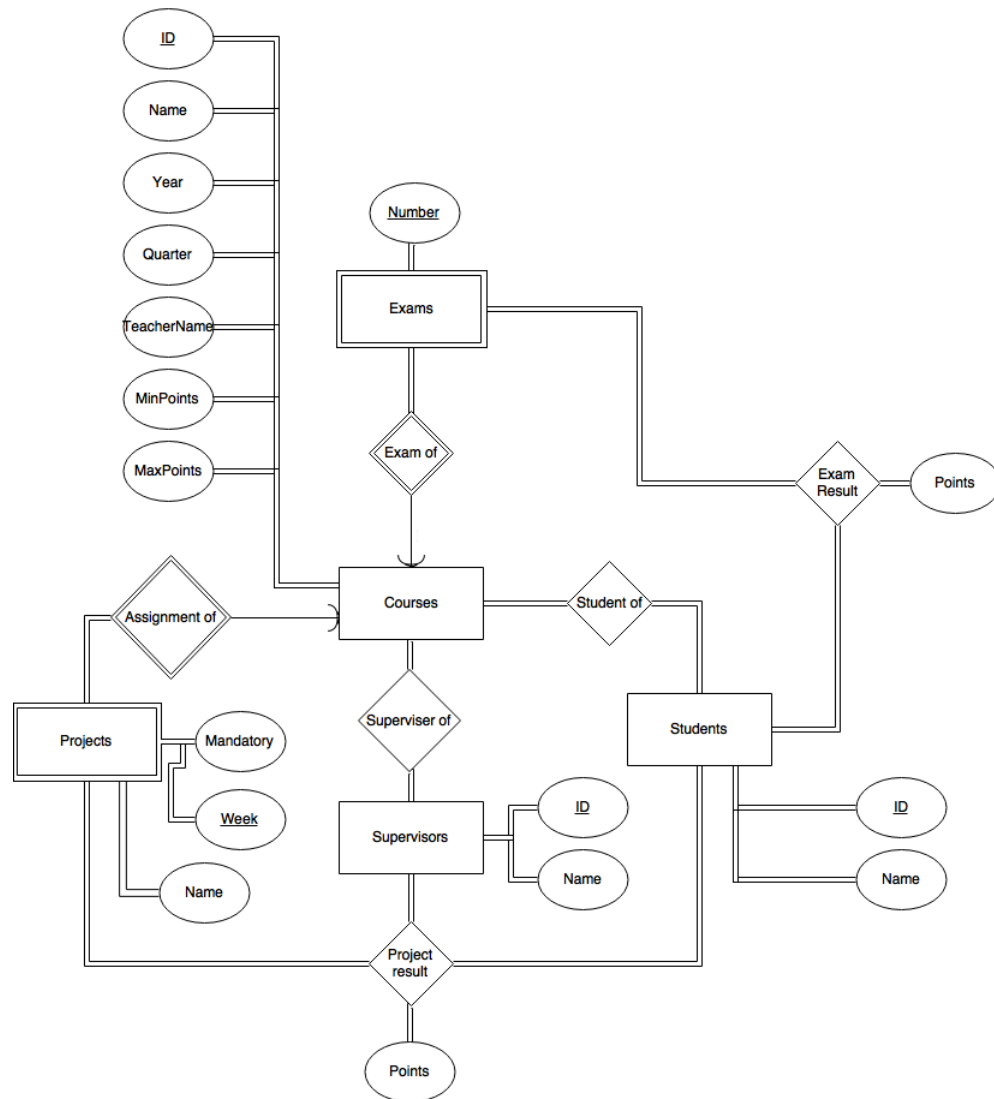 ID
Name
Year
Number
Quarter
Exams
TeacherName
MinPoints
Exam of
MaxPoints
Exam
Result
Points
Courses
Student of
Assignment of
Superviser of
Students
Projects
Mandatory
Week
Supervisors
ID
ID
Name
Name
Name
Project
result
Points